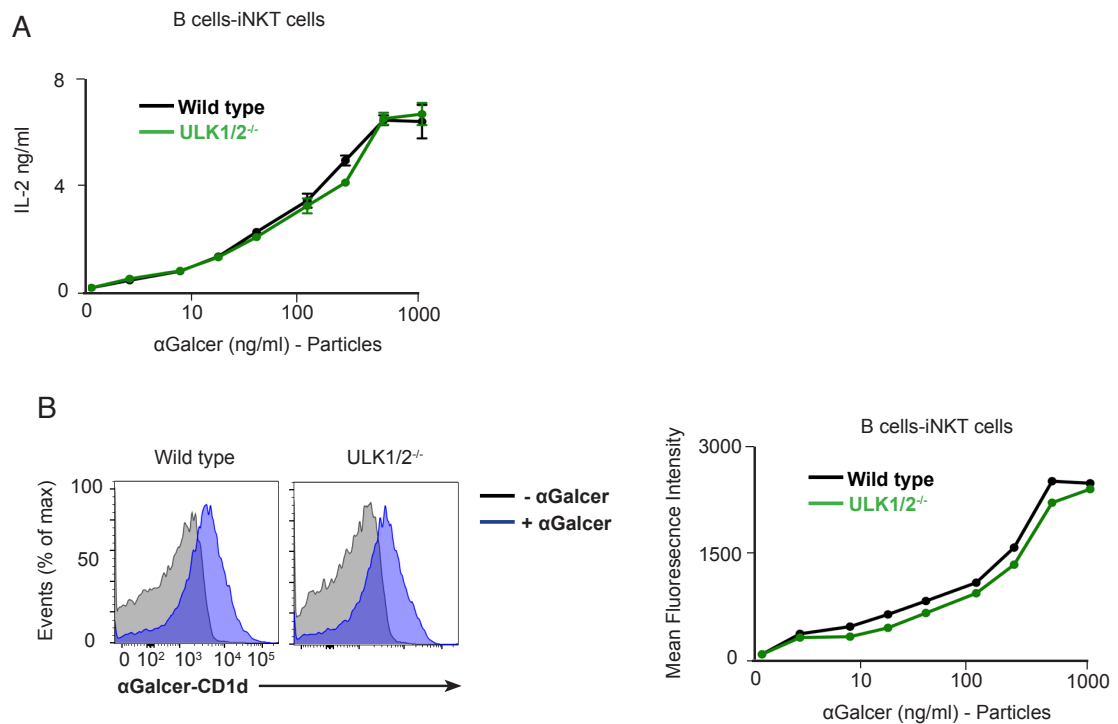 A
B cells-iNKT cells
8
4
0
IL-2 ng/ml
Wild type
ULK1/2-/-
0 10 100 1000
αGalcer (ng/ml) - Particles
B
Wild type
ULK1/2-/-
100
50
0
Events (% of max)
0 10² 10³ 10⁴ 10⁵
αGalcer-CD1d
- αGalcer
+ αGalcer
B cells-iNKT cells
3000
1500
0
Mean Fluoresecnce Intensity
Wild type
ULK1/2-/-
0 10 100 1000
αGalcer (ng/ml) - Particles